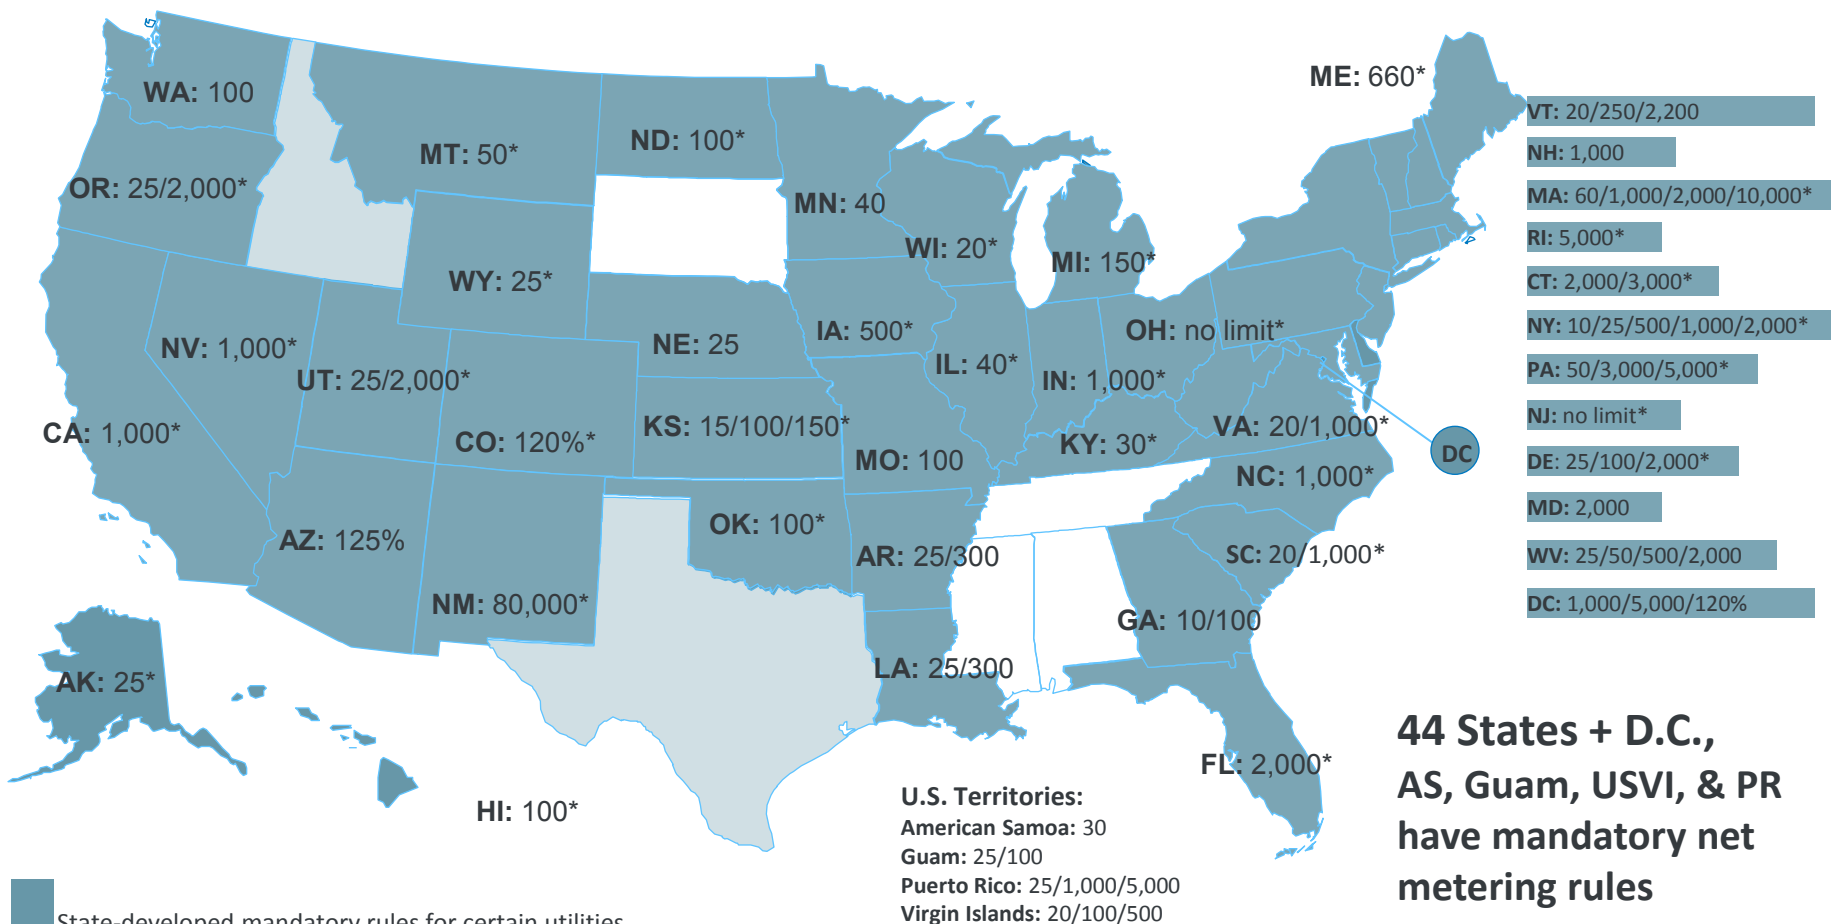 WA: 100
OR: 25/2,000*
MT: 50*
ND: 100*
MN: 40
WI: 20*
MI: 150*
ME: 660*
WY: 25*
NV: 1,000*
UT: 25/2,000*
NE: 25
IA: 500*
IL: 40*
IN: 1,000*
OH: no limit*
CA: 1,000*
CO: 120%*
KS: 15/100/150*
MO: 100
KY: 30*
VA: 20/1,000*
DC
NC: 1,000*
AZ: 125%
NM: 80,000*
OK: 100*
AR: 25/300
SC: 20/1,000*
GA: 10/100
LA: 25/300
AK: 25*
HI: 100*
FL: 2,000*
VT: 20/250/2,200
NH: 1,000
MA: 60/1,000/2,000/10,000*
RI: 5,000*
CT: 2,000/3,000*
NY: 10/25/500/1,000/2,000*
PA: 50/3,000/5,000*
NJ: no limit*
DE: 25/100/2,000*
MD: 2,000
WV: 25/50/500/2,000
DC: 1,000/5,000/120%
U.S. Territories:
American Samoa: 30
Guam: 25/100
Puerto Rico: 25/1,000/5,000
Virgin Islands: 20/100/500
44 States + D.C.,
AS, Guam, USVI, & PR
have mandatory net
metering rules
State-developed mandatory rules for certain utilities